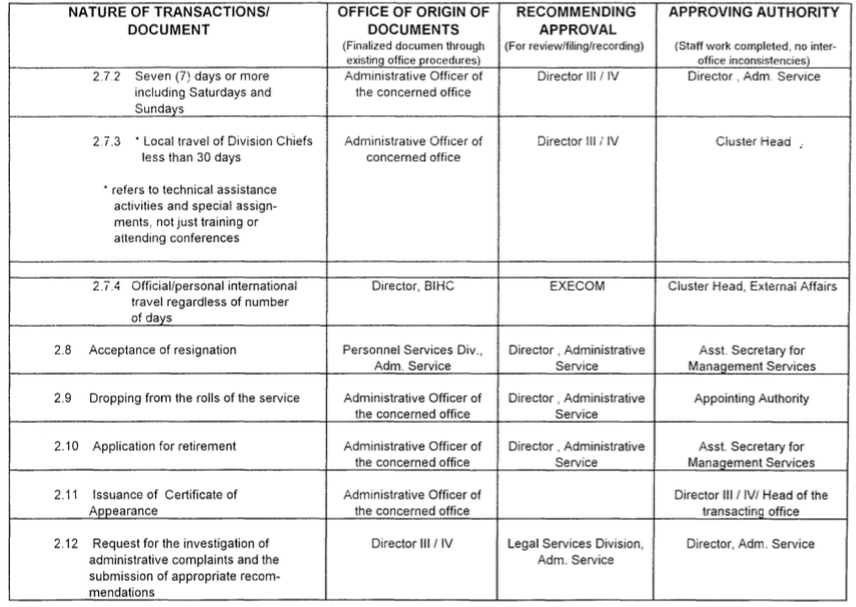 NATURE OF TRANSACTIONS/
DOCUMENT
OFFICE OF ORIGIN OF
DOCUMENTS
(Finalized documen through
existing office procedures)
RECOMMENDING
APPROVAL
(For review/filing/recording)
APPROVING AUTHORITY
(Staff work completed, no inter-
office inconsistencies)
2.7.2 Seven (7) days or more
including Saturdays and
Sundays
Administrative Officer of
the concerned office
Director III / IV
Director , Adm. Service
2.7.3 * Local travel of Division Chiefs
less than 30 days
* refers to technical assistance
activities and special assign-
ments, not just training or
attending conferences
Administrative Officer of
concerned office
Director III / IV
Cluster Head
2.7.4 Official/personal international
travel regardless of number
of days
Director, BIHC
EXECOM
Cluster Head, External Affairs
2.8 Acceptance of resignation
Personnel Services Div.,
Adm. Service
Director , Administrative
Service
Asst. Secretary for
Management Services
2.9 Dropping from the rolls of the service
Administrative Officer of
the concerned office
Director , Administrative
Service
Appointing Authority
2.10 Application for retirement
Administrative Officer of
the concerned office
Director , Administrative
Service
Asst. Secretary for
Management Services
2.11 Issuance of Certificate of
Appearance
Administrative Officer of
the concerned office
Director III / IV/ Head of the
transacting office
2.12 Request for the investigation of
administrative complaints and the
submission of appropriate recom-
mendations
Director III / IV
Legal Services Division,
Adm. Service
Director, Adm. Service